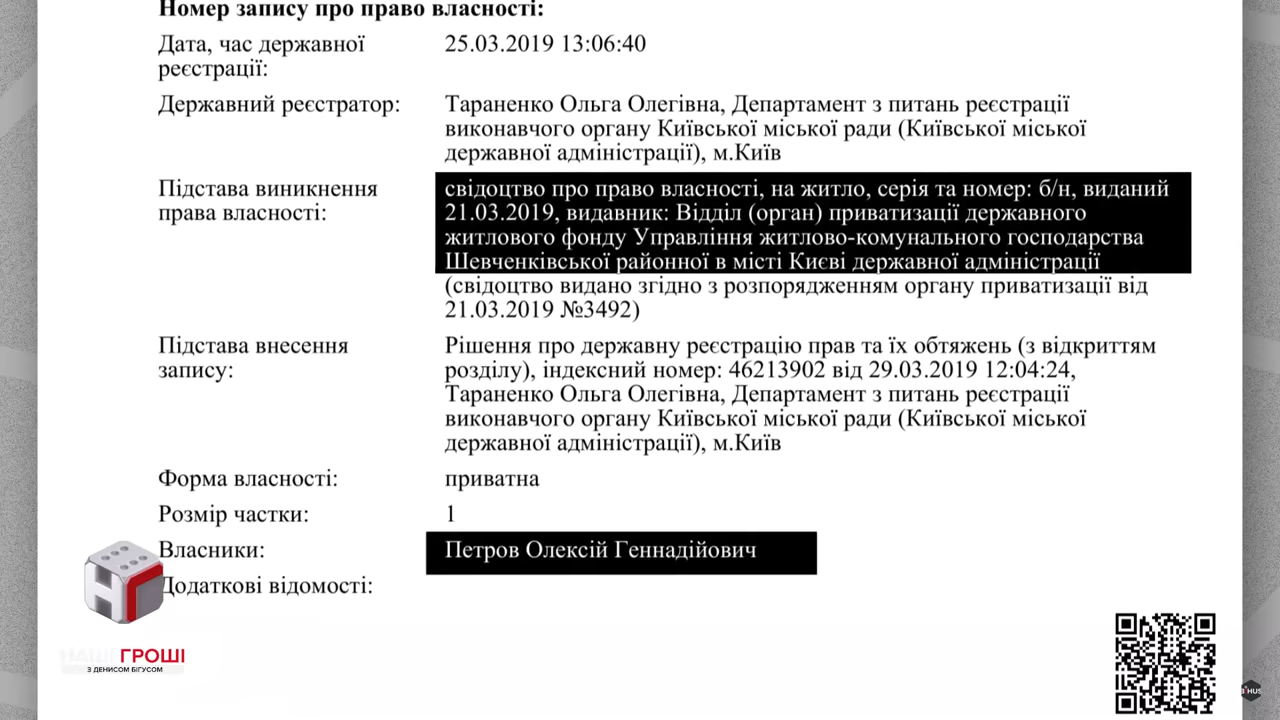 Номер запису про право власності:
Дата, час державної реєстрації:
25.03.2019 13:06:40
Державний реєстратор:
Тараненко Ольга Олегівна, Департамент з питань реєстрації
виконавчого органу Київської міської ради (Київської міської
державної адміністрації), м.Київ
Підстава виникнення
права власності:
свідоцтво про право власності, на житло, серія та номер: б/н, виданий
21.03.2019, видавник: Відділ (орган) приватизації державного
житлового фонду Управління житлово-комунального господарства
Шевченківської районної в місті Києві державної адміністрації
(свідоцтво видано згідно з розпорядженням органу приватизації від
21.03.2019 №3492)
Підстава внесення
запису:
Рішення про державну реєстрацію прав та їх обтяжень (з відкриттям
розділу), індексний номер: 46213902 від 29.03.2019 12:04:24,
Тараненко Ольга Олегівна, Департамент з питань реєстрації
виконавчого органу Київської міської ради (Київської міської
державної адміністрації), м.Київ
Форма власності:
приватна
Розмір частки:
1
Власники:
Петров Олексій Геннадійович
Додаткові відомості:
НАШІ ГРОШІ
З ДЕНИСОМ БІГУСОМ
BIHUS